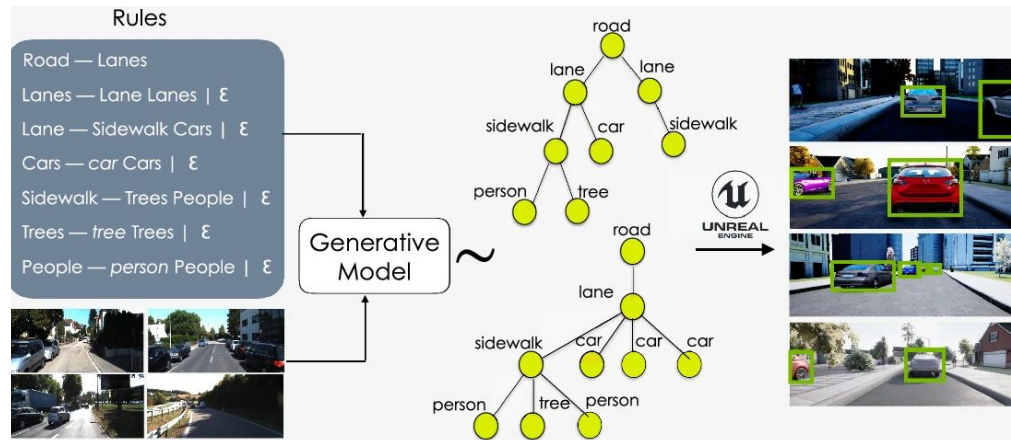 Rules
Road — Lanes
Lanes — Lane Lanes | ε
Lane — Sidewalk Cars | ε
Cars — car Cars | ε
Sidewalk — Trees People | ε
Trees — tree Trees | ε
People — person People | ε
Generative
Model
~
road
lane
lane
sidewalk
car
sidewalk
person
tree
road
lane
sidewalk
car
car
car
person
tree
person
UNREAL
ENGINE